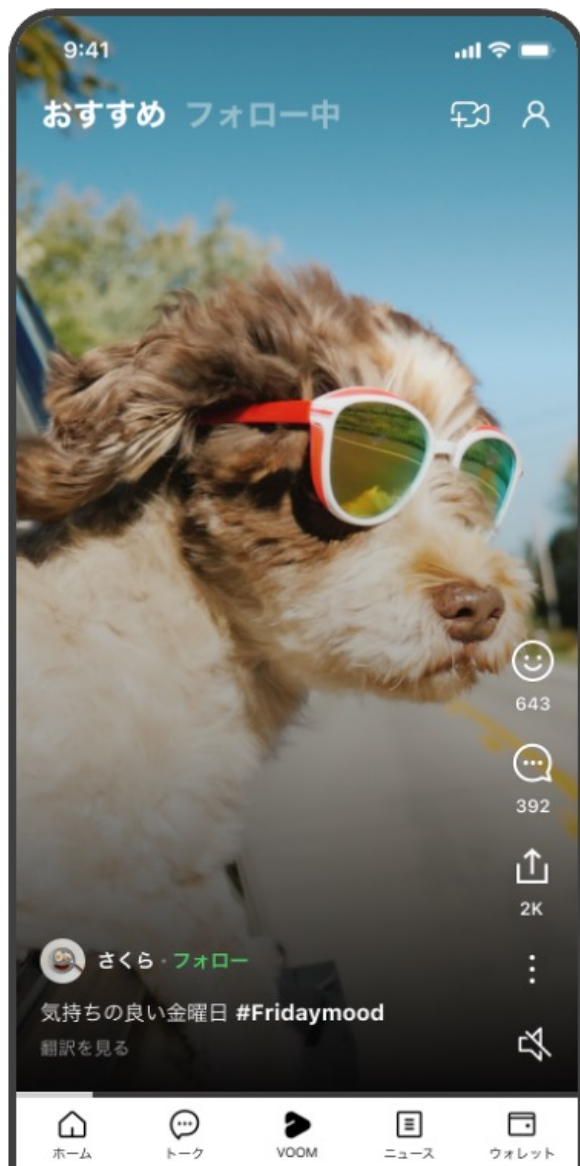 9:41
おすすめ フォロー中
643
392
2K
さくら · フォロー
気持ちの良い金曜日 #Fridaymood
翻訳を見る
ホーム トーク VOOM ニュース ウォレット